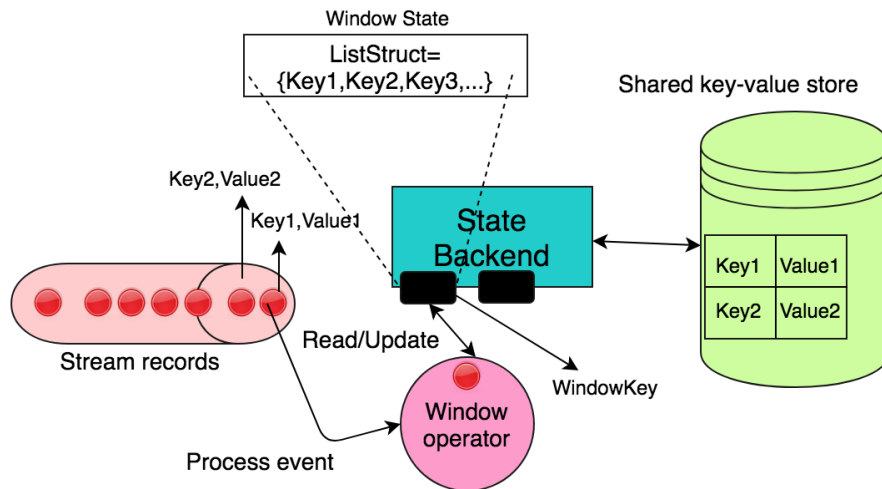 Window State
ListStruct=
{Key1,Key2,Key3,...}
Shared key-value store
Key2,Value2
Key1,Value1
State
Backend
Key1 Value1
Key2 Value2
Read/Update
Stream records
WindowKey
Window
operator
Process event